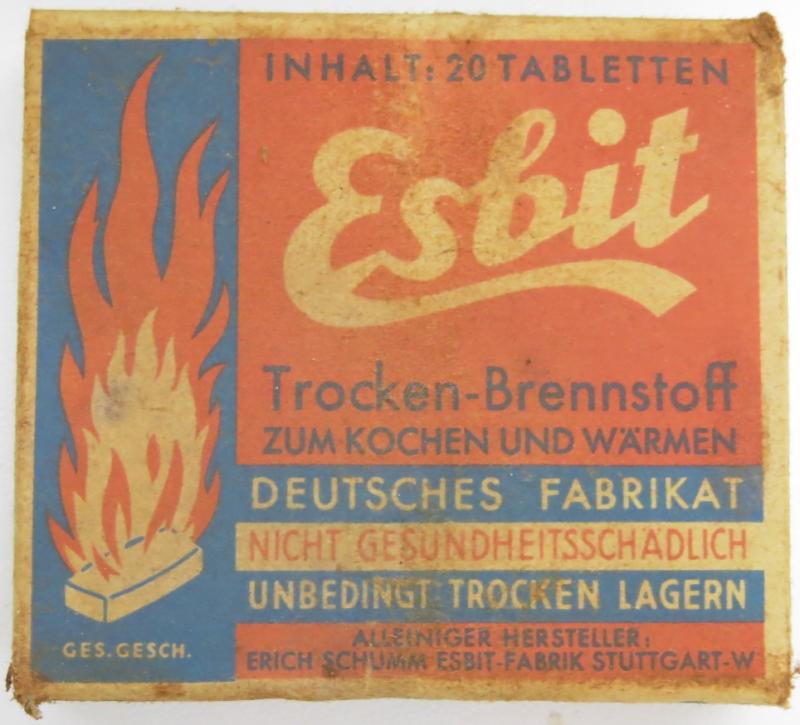 INHALT: 20 TABLETTEN
Esbit
Trocken-Brennstoff
ZUM KOCHEN UND WÄRMEN
DEUTSCHES FABRIKAT
NICHT GESUNDHEITSSCHÄDLICH
UNBEDINGT TROCKEN LAGERN
ALLEINIGER HERSTELLER:
ERICH SCHUMM ESBIT-FABRIK STUTTGART-W
GES. GESCH.